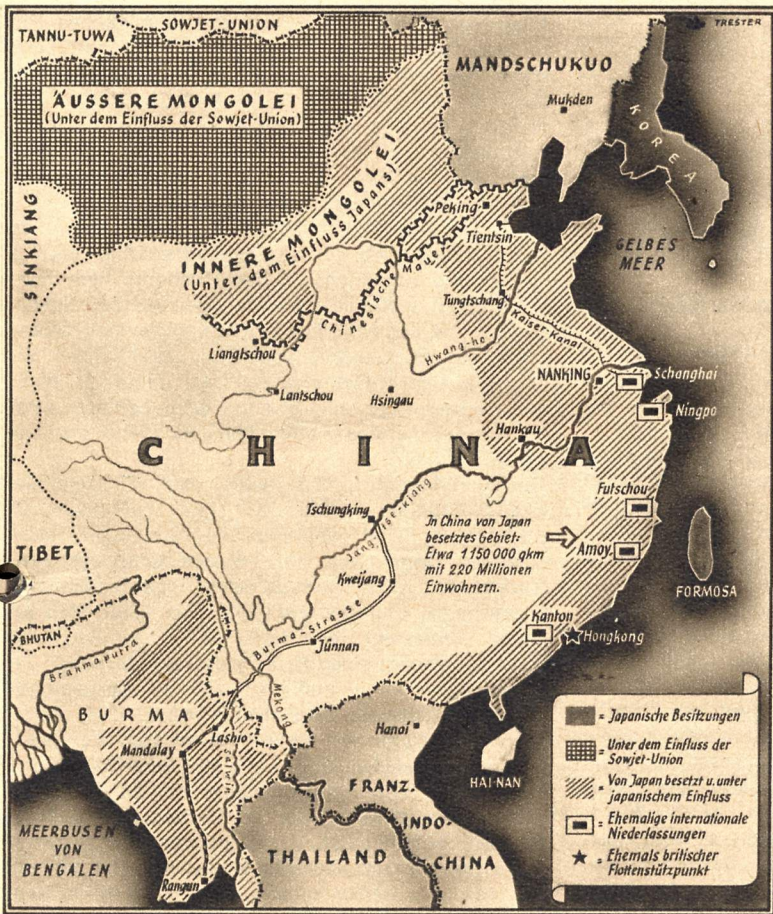 TRESTER
SOWJET-UNION
TANNU-TUWA
MANDSCHUKUO
ÄUSSERE MONGOLEI
(Unter dem Einfluss der Sowjet-Union)
Mukden
KOREA
INNERE MONGOLEI
(Unter dem Einfluss Japans)
SINKIANG
Peking
Tientsin
GELBES
MEER
Chinesische Mauer
Tungtschang
Kaiser-Kanal
Liangtschou
Hwang-ho
Lantschou
Hsingau
NANKING
Schanghai
Ningpo
Hankau
CHINA
Futschou
Tschungking
Jang-tse-kiang
In China von Japan
besetztes Gebiet:
Etwa 1 150 000 qkm
mit 220 Millionen
Einwohnern.
Amoy
TIBET
Kweijang
FORMOSA
Burma-Strasse
Kanton
Hongkong
BHUTAN
Jünnan
Brahmaputra
Mekong
BURMA
Hanoi
Lashio
Mandalay
Salwin
HAI-NAN
FRANZ.
INDO-
CHINA
MEERBUSEN
VON
BENGALEN
THAILAND
Rangun
= Japanische Besitzungen
= Unter dem Einfluss der
Sowjet-Union
= Von Japan besetzt u. unter
japanischem Einfluss
= Ehemalige internationale
Niederlassungen
= Ehemals britischer
Flottenstützpunkt